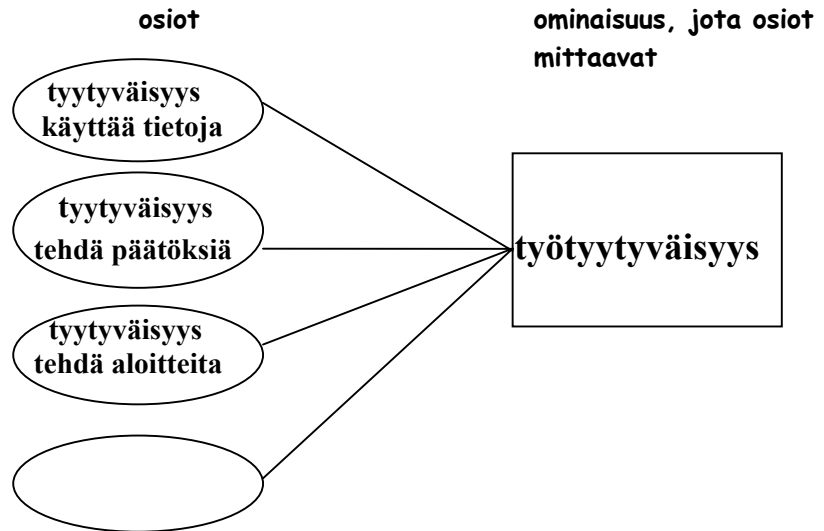 osiot
ominaisuus, jota osiot
mittaavat
tyytyväisyys
käyttää tietoja
tyytyväisyys
tehdä päätöksiä
tyytyväisyys
tehdä aloitteita
työtyytyväisyys